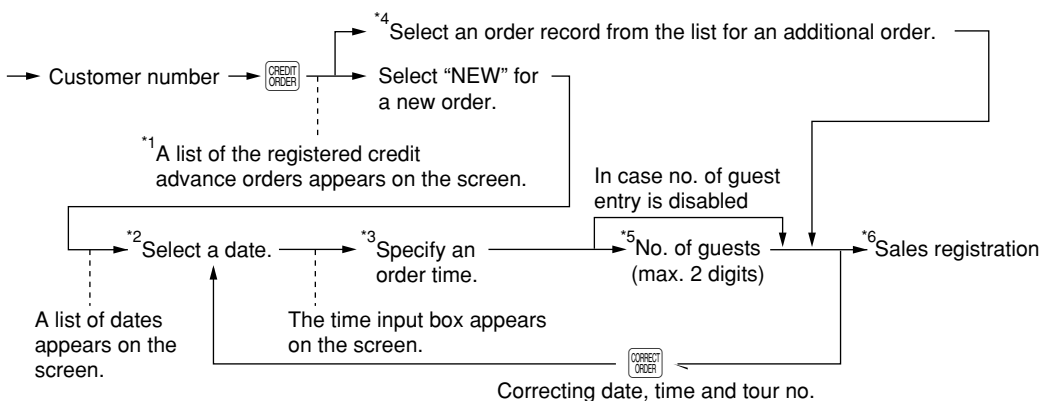 *4Select an order record from the list for an additional order.
Customer number
CREDIT
ORDER
Select “NEW” for
a new order.
*1A list of the registered credit
advance orders appears on the screen.
In case no. of guest
entry is disabled
*2Select a date.
*3Specify an
order time.
*5No. of guests
(max. 2 digits)
*6Sales registration
A list of dates
appears on the
screen.
The time input box appears
on the screen.
CORRECT
ORDER
Correcting date, time and tour no.